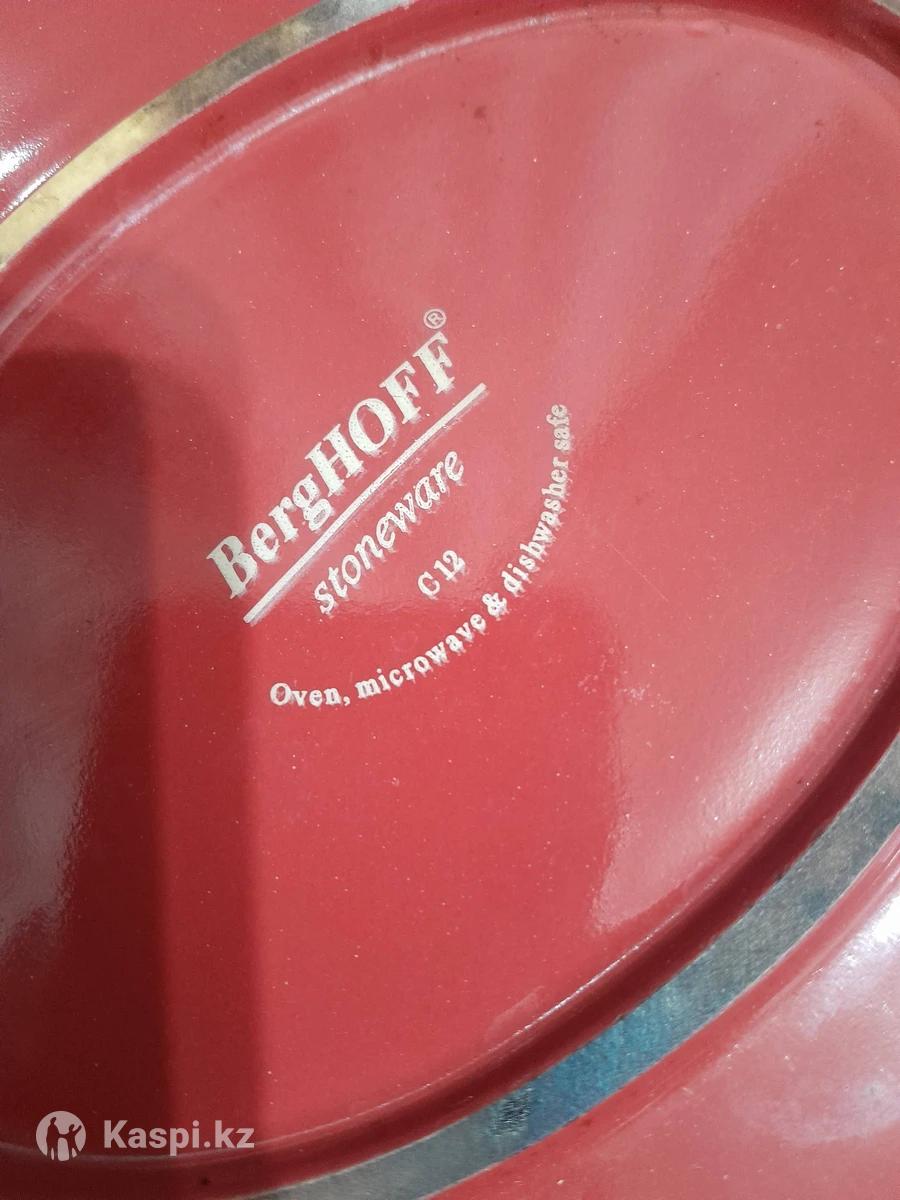 BergHOFF®
stoneware
C 12
Oven, microwave & dishwasher safe
Kaspi.kz